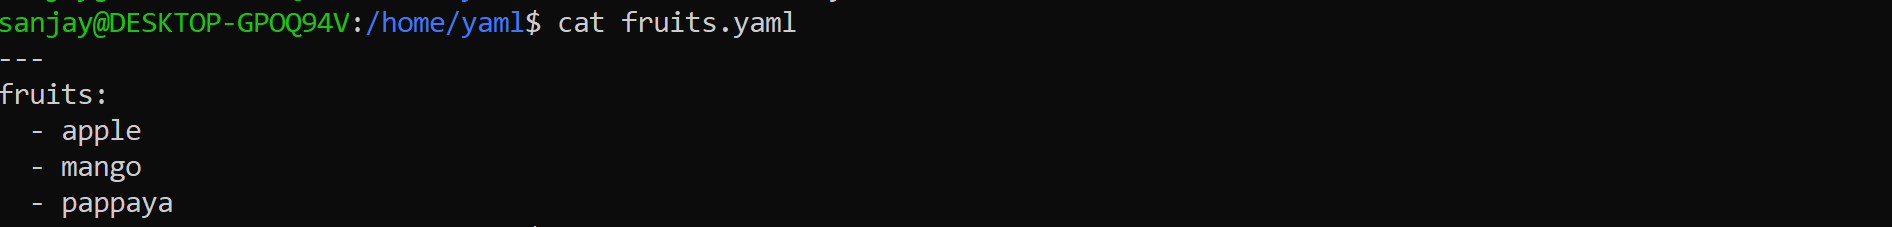 sanjay@DESKTOP-GPOQ94V:/home/yaml$ cat fruits.yaml
---
fruits:
  - apple
  - mango
  - pappaya